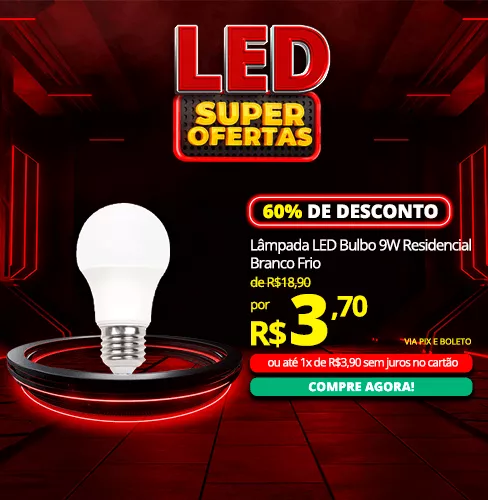 LED
SUPER
OFERTAS
60% DE DESCONTO
Lâmpada LED Bulbo 9W Residencial
Branco Frio
de R$18,90
por
R$3,70
VIA PIX E BOLETO
ou até 1x de R$3,90 sem juros no cartão
COMPRE AGORA!